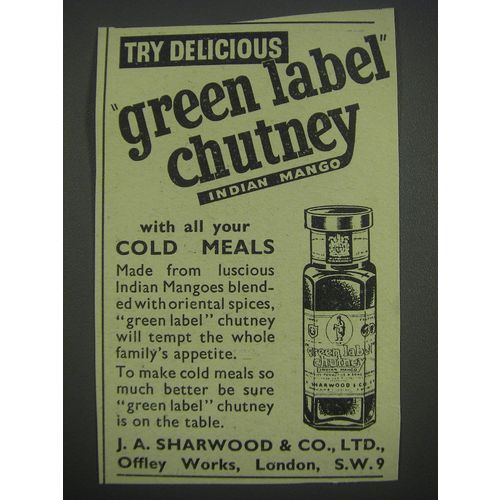 TRY DELICIOUS
"green label"
chutney
INDIAN MANGO
with all your
COLD MEALS
Made from luscious
Indian Mangoes blend-
ed with oriental spices,
"green label" chutney
will tempt the whole
family's appetite.
To make cold meals so
much better be sure
"green label" chutney
is on the table.
"green label"
chutney
INDIAN MANGO
SHARWOOD & CO
J. A. SHARWOOD & CO., LTD.,
Offley Works, London, S.W.9